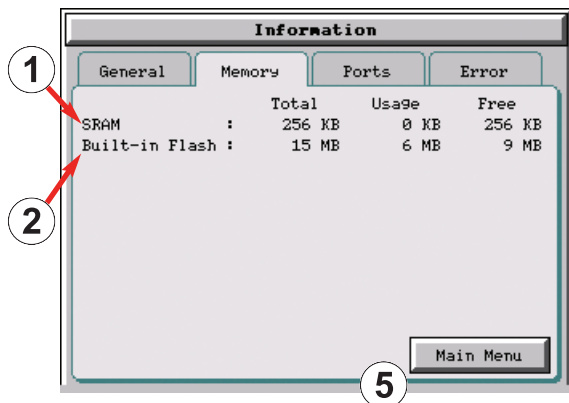 Information
General Memory Ports Error
1
Total Usage Free
SRAM : 256 KB 0 KB 256 KB
Built-in Flash : 15 MB 6 MB 9 MB
2
Main Menu
5